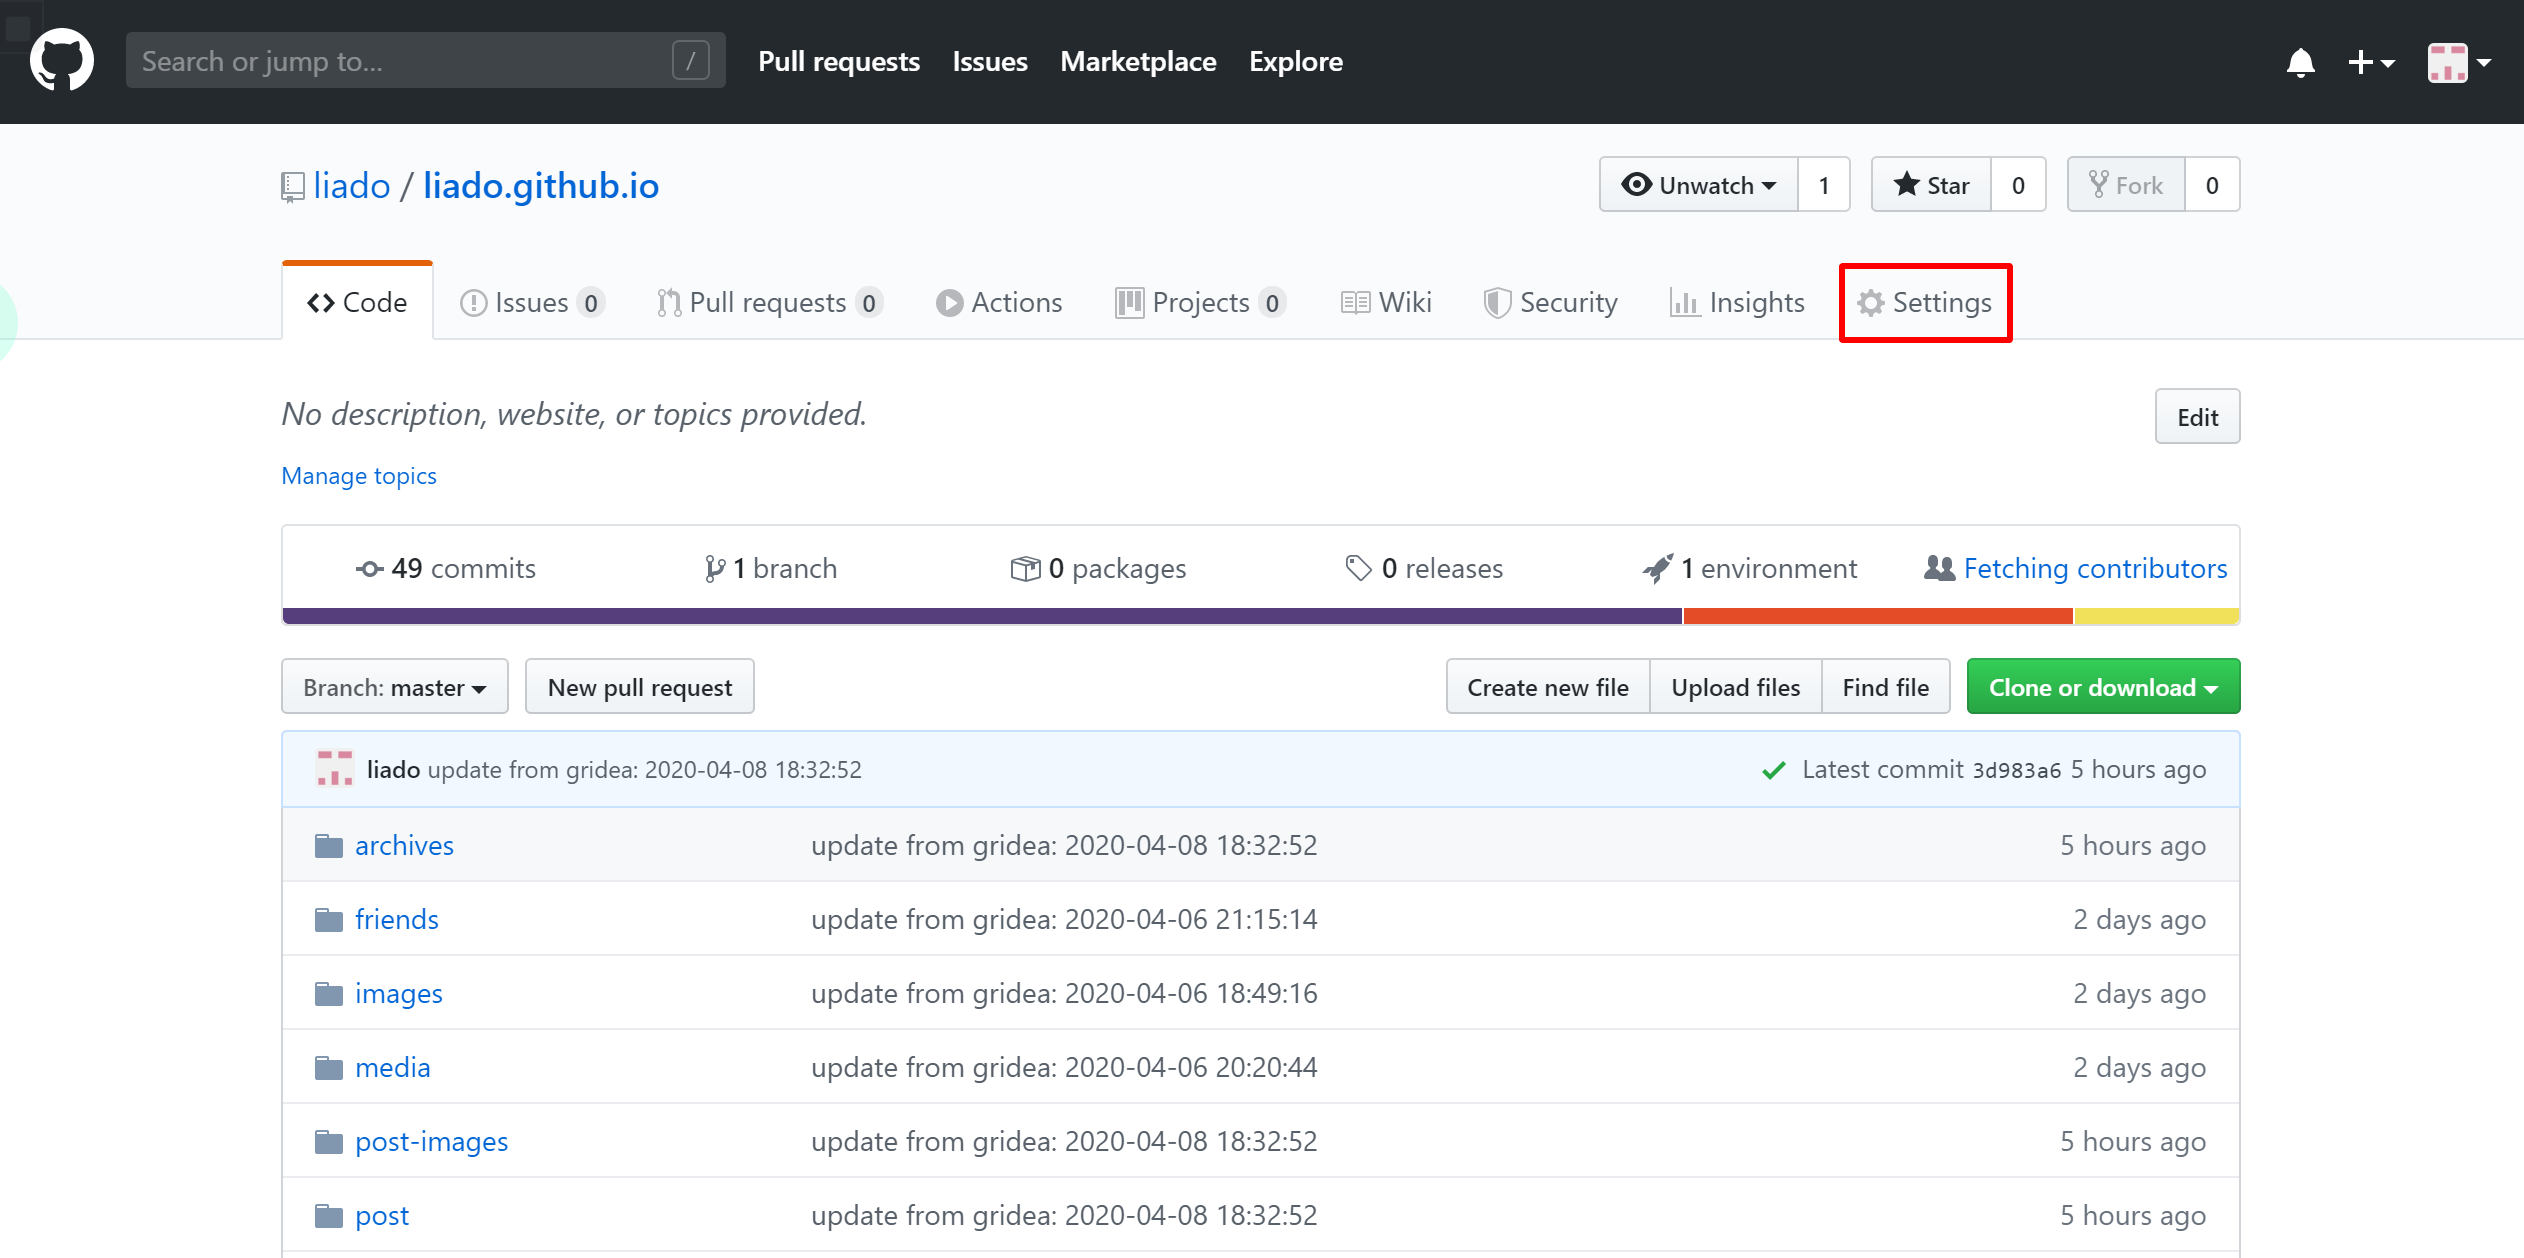 Search or jump to... /
Pull requests Issues Marketplace Explore
liado / liado.github.io
Unwatch 1 Star 0 Fork 0
Code Issues 0 Pull requests 0 Actions Projects 0 Wiki Security Insights Settings
No description, website, or topics provided.
Edit
Manage topics
49 commits 1 branch 0 packages 0 releases 1 environment Fetching contributors
Branch: master New pull request Create new file Upload files Find file Clone or download
liado update from gridea: 2020-04-08 18:32:52 Latest commit 3d983a6 5 hours ago
archives update from gridea: 2020-04-08 18:32:52 5 hours ago
friends update from gridea: 2020-04-06 21:15:14 2 days ago
images update from gridea: 2020-04-06 18:49:16 2 days ago
media update from gridea: 2020-04-06 20:20:44 2 days ago
post-images update from gridea: 2020-04-08 18:32:52 5 hours ago
post update from gridea: 2020-04-08 18:32:52 5 hours ago